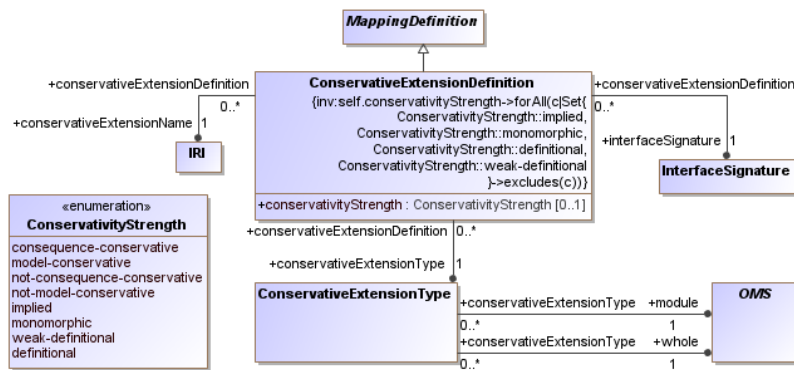 MappingDefinition
+conservativeExtensionDefinition
0..*
+conservativeExtensionName 1
IRI
ConservativeExtensionDefinition
{inv:self.conservativityStrength->forAll(c|Set{
ConservativityStrength::implied,
ConservativityStrength::monomorphic,
ConservativityStrength::definitional,
ConservativityStrength::weak-definitional
}->excludes(c))}
+conservativityStrength : ConservativityStrength [0..1]
+conservativeExtensionDefinition
0..*
+interfaceSignature 1
InterfaceSignature
«enumeration»
ConservativityStrength
consequence-conservative
model-conservative
not-consequence-conservative
not-model-conservative
implied
monomorphic
weak-definitional
definitional
+conservativeExtensionDefinition 0..*
+conservativeExtensionType 1
ConservativeExtensionType
+conservativeExtensionType +module
0..* 1
+conservativeExtensionType +whole
0..* 1
OMS